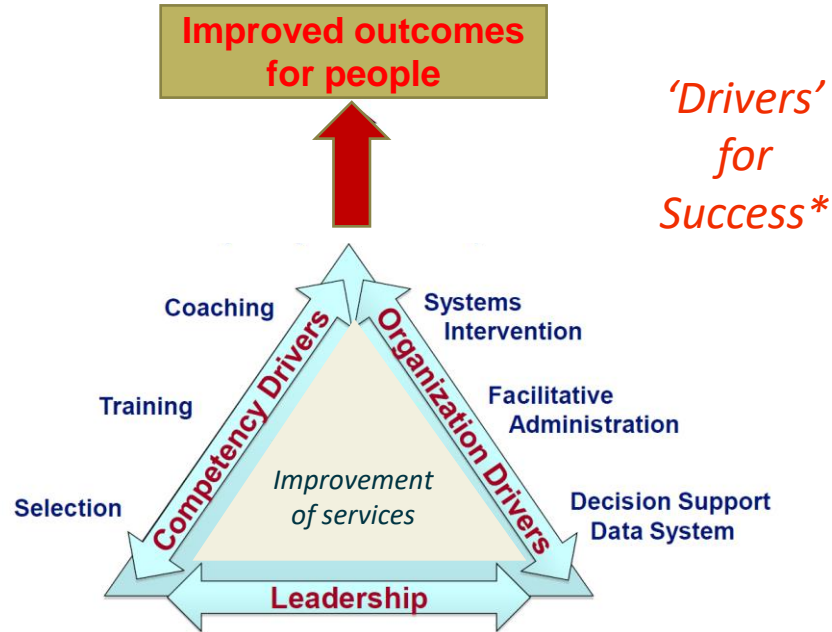 Improved outcomes
for people
‘Drivers’
for
Success*
Coaching
Training
Selection
Competency Drivers
Systems
Intervention
Facilitative
Administration
Decision Support
Data System
Organization Drivers
Improvement
of services
Leadership